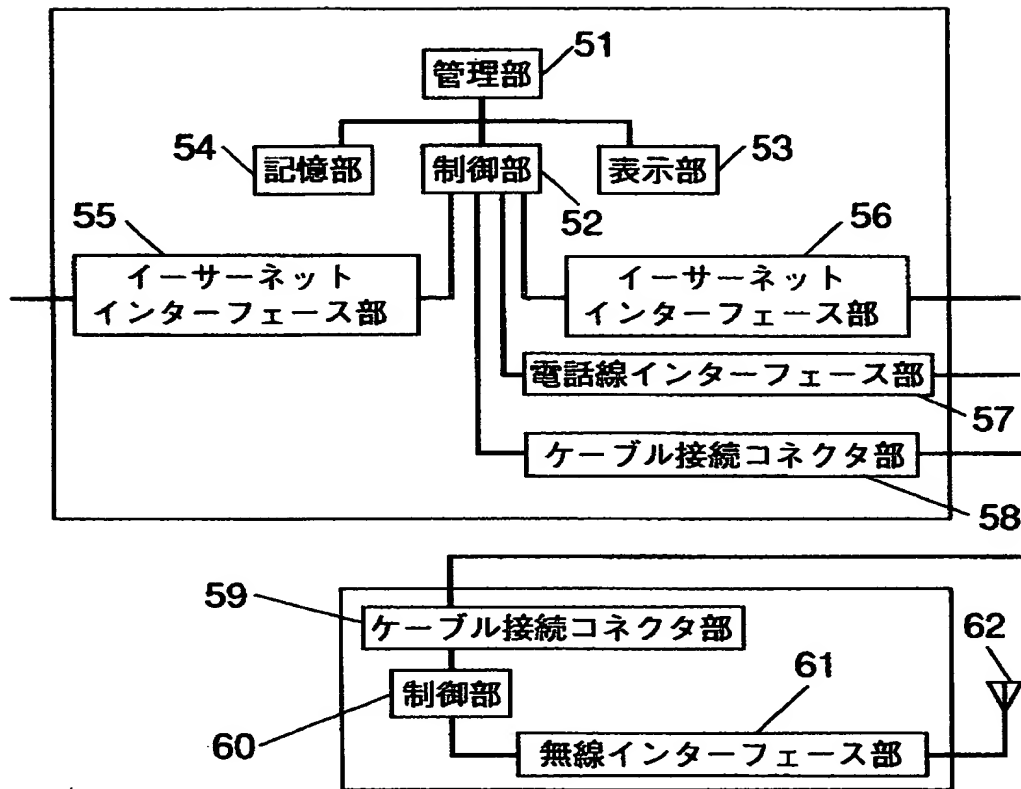 51
管理部
54
記憶部
制御部
表示部
53
52
55
56
イーサーネット
インターフェース部
イーサーネット
インターフェース部
電話線インターフェース部
57
ケーブル接続コネクタ部
58
59
ケーブル接続コネクタ部
62
制御部
61
60
無線インターフェース部